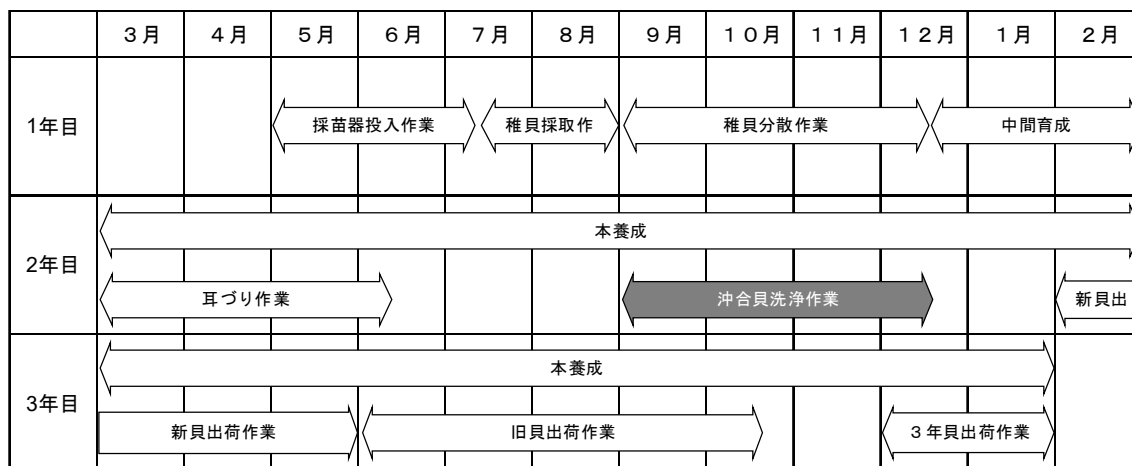 ３月 ４月 ５月 ６月 ７月 ８月 ９月 １０月 １１月 １２月 １月 ２月
1年目
採苗器投入作業 稚貝採取作 稚貝分散作業 中間育成
2年目
本養成
耳づり作業 沖合貝洗浄作業 新貝出
3年目
本養成
新貝出荷作業 旧貝出荷作業 ３年貝出荷作業